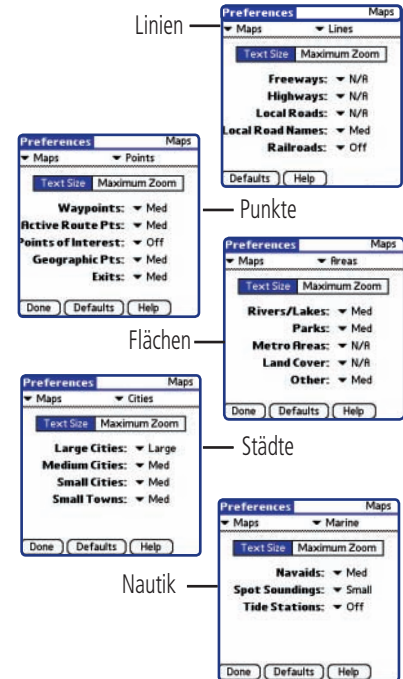 Linien
Preferences Maps
Maps Lines
Text Size Maximum Zoom
Freeways: N/A
Highways: N/A
Local Roads: N/A
Local Road Names: Med
Railroads: Off
Defaults Help
Preferences Maps
Maps Points
Text Size Maximum Zoom
Waypoints: Med
Active Route Pts: Med
Points of Interest: Off
Geographic Pts: Med
Exits: Med
Done Defaults Help
Punkte
Preferences Maps
Maps Areas
Text Size Maximum Zoom
Rivers/Lakes: Med
Parks: Med
Metro Areas: N/A
Land Cover: N/A
Other: Med
Done Defaults Help
Flächen
Preferences Maps
Maps Cities
Text Size Maximum Zoom
Large Cities: Large
Medium Cities: Med
Small Cities: Med
Small Towns: Med
Done Defaults Help
Städte
Preferences Maps
Maps Marine
Text Size Maximum Zoom
Navaids: Med
Spot Soundings: Small
Tide Stations: Off
Done Defaults Help
Nautik